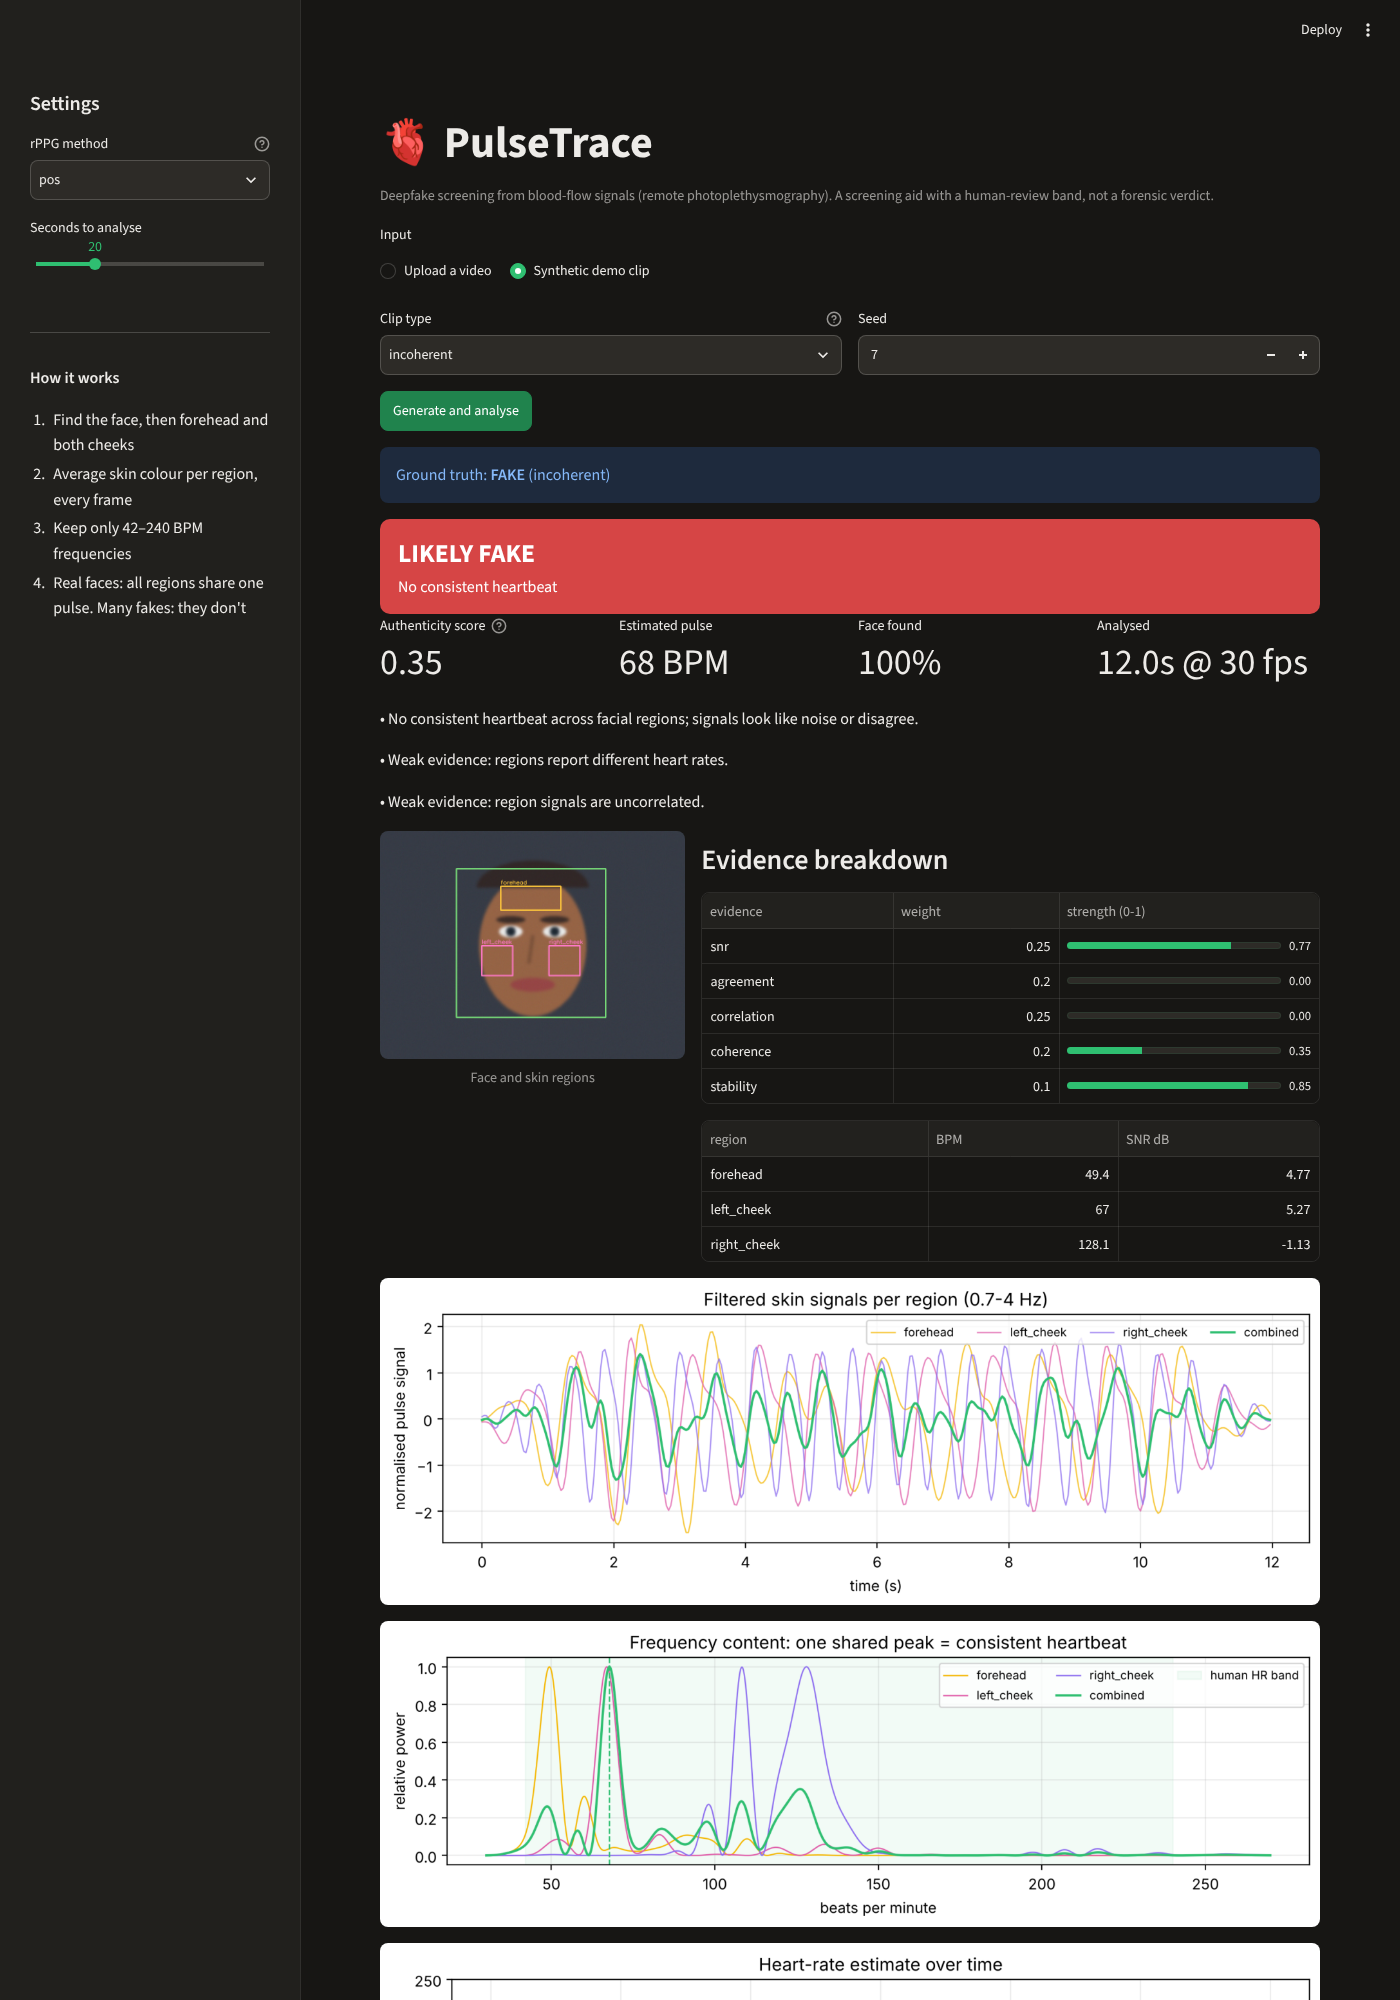 Deploy
Settings
rPPG method
pos
Seconds to analyse
20
How it works
1. Find the face, then forehead and
both cheeks
2. Average skin colour per region,
every frame
3. Keep only 42–240 BPM
frequencies
4. Real faces: all regions share one
pulse. Many fakes: they don't
PulseTrace
Deepfake screening from blood-flow signals (remote photoplethysmography). A screening aid with a human-review band, not a forensic verdict.
Input
Upload a video Synthetic demo clip
Clip type Seed
incoherent 7
Generate and analyse
Ground truth: FAKE (incoherent)
LIKELY FAKE
No consistent heartbeat
Authenticity score Estimated pulse Face found Analysed
0.35 68 BPM 100% 12.0s @ 30 fps
• No consistent heartbeat across facial regions; signals look like noise or disagree.
• Weak evidence: regions report different heart rates.
• Weak evidence: region signals are uncorrelated.
forehead
left_cheek right_cheek
Face and skin regions
Evidence breakdown
evidence weight strength (0-1)
snr 0.25 0.77
agreement 0.2 0.00
correlation 0.25 0.00
coherence 0.2 0.35
stability 0.1 0.85
region BPM SNR dB
forehead 49.4 4.77
left_cheek 67 5.27
right_cheek 128.1 -1.13
Filtered skin signals per region (0.7-4 Hz)
forehead left_cheek right_cheek combined
normalised pulse signal
2
1
0
−1
−2
0 2 4 6 8 10 12
time (s)
Frequency content: one shared peak = consistent heartbeat
forehead right_cheek human HR band
left_cheek combined
relative power
1.0
0.8
0.6
0.4
0.2
0.0
50 100 150 200 250
beats per minute
Heart-rate estimate over time
250